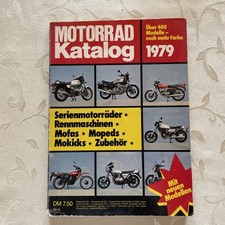 MOTORRAD
Katalog
Über 400
Modelle –
noch mehr Farbe
1979
Serienmotorräder •
Rennmaschinen •
Mofas • Mopeds •
Mokicks • Zubehör •
Mit
neuen
Modellen
DM 7,50